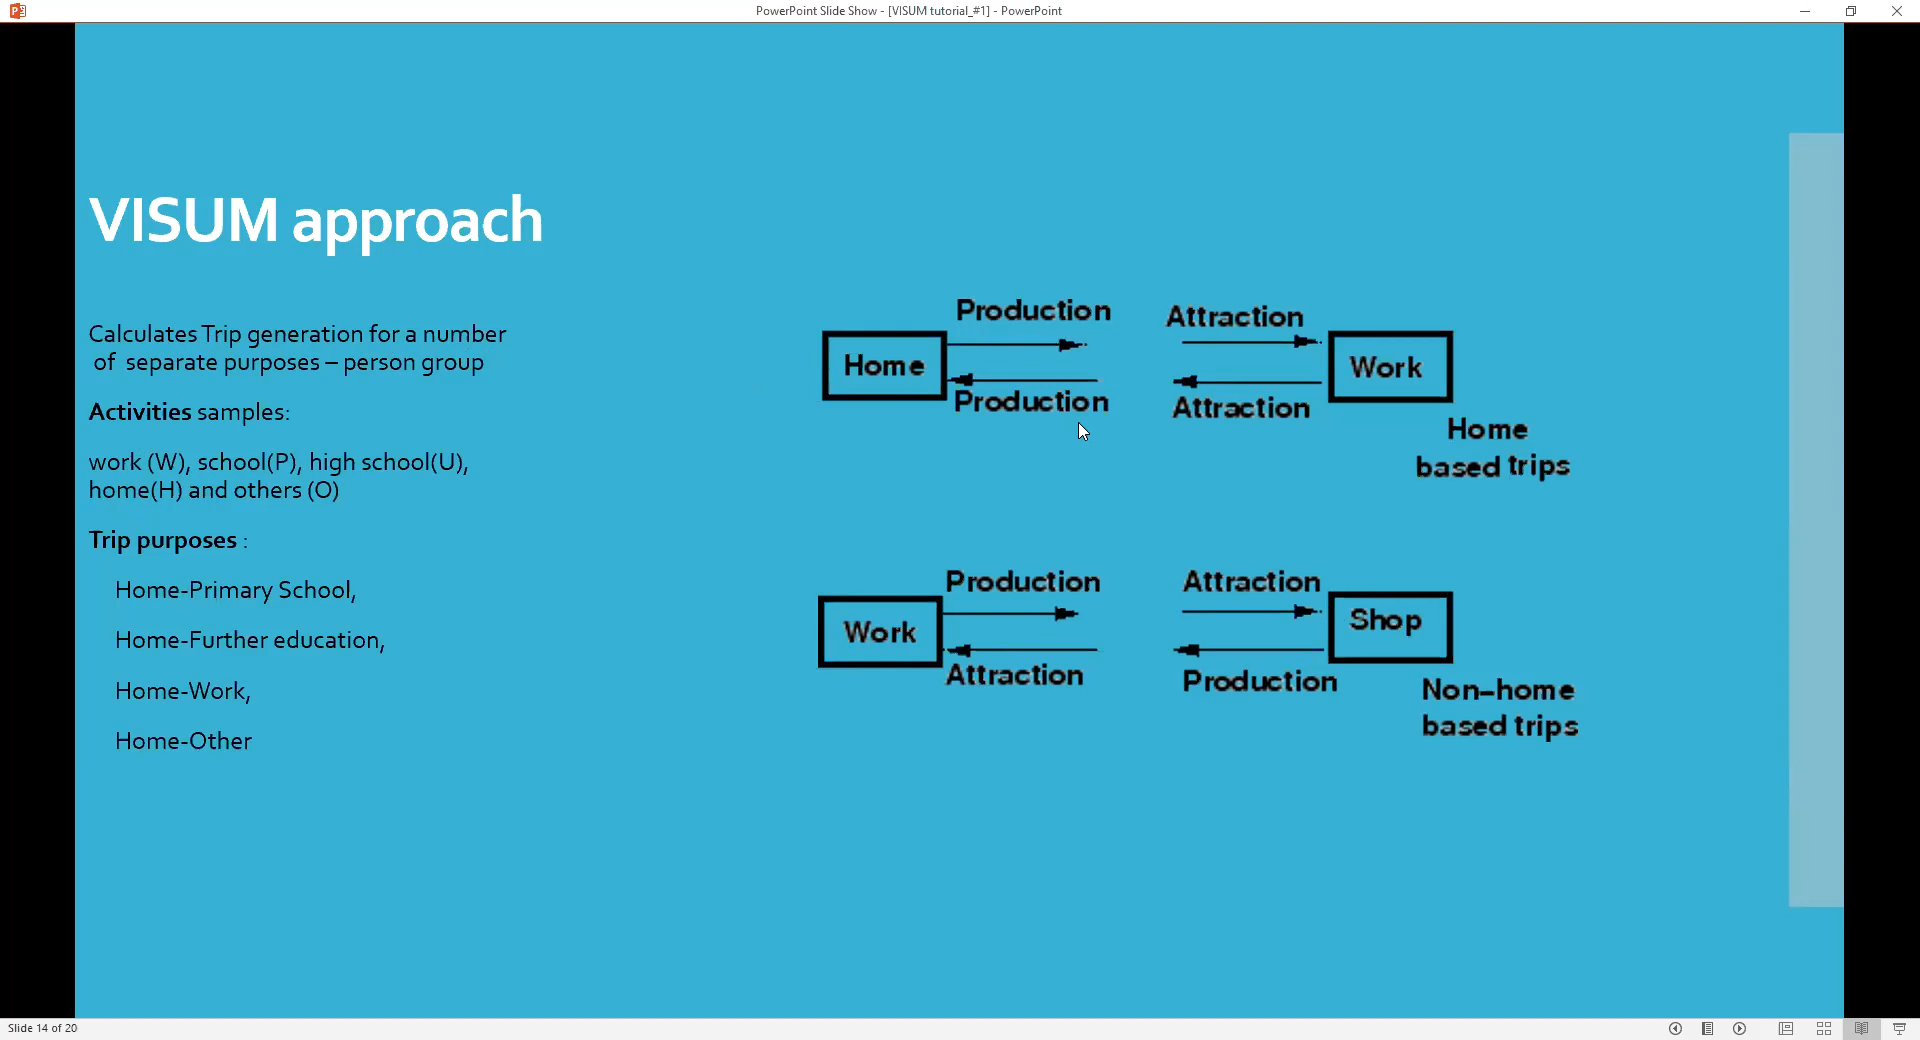 PowerPoint Slide Show - [VISUM tutorial_#1] - PowerPoint
VISUM approach
Calculates Trip generation for a number
of separate purposes – person group
Activities samples:
work (W), school(P), high school(U),
home(H) and others (O)
Trip purposes :
Home-Primary School,
Home-Further education,
Home-Work,
Home-Other
Production
Attraction
Home
Work
Production
Attraction
Home
based trips
Production
Attraction
Work
Shop
Attraction
Production
Non-home
based trips
Slide 14 of 20